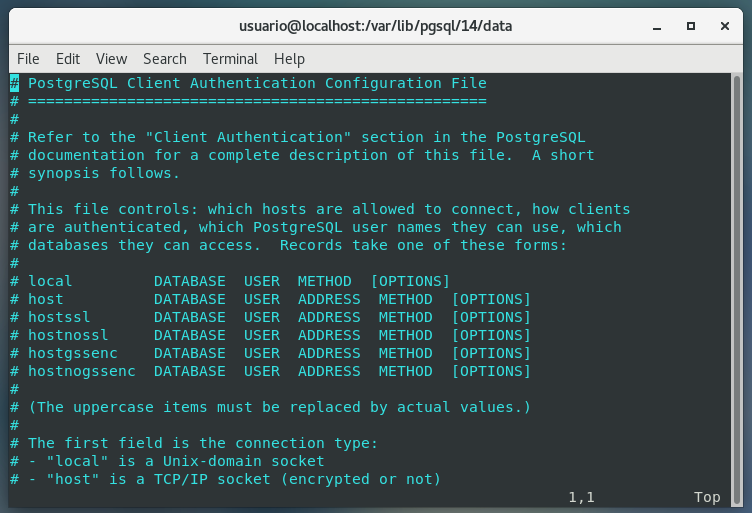 usuario@localhost:/var/lib/pgsql/14/data
File Edit View Search Terminal Help
# PostgreSQL Client Authentication Configuration File
# ===================================================
#
# Refer to the "Client Authentication" section in the PostgreSQL
# documentation for a complete description of this file.  A short
# synopsis follows.
#
# This file controls: which hosts are allowed to connect, how clients
# are authenticated, which PostgreSQL user names they can use, which
# databases they can access.  Records take one of these forms:
#
# local         DATABASE  USER  METHOD  [OPTIONS]
# host          DATABASE  USER  ADDRESS  METHOD  [OPTIONS]
# hostssl       DATABASE  USER  ADDRESS  METHOD  [OPTIONS]
# hostnossl     DATABASE  USER  ADDRESS  METHOD  [OPTIONS]
# hostgssenc    DATABASE  USER  ADDRESS  METHOD  [OPTIONS]
# hostnogssenc  DATABASE  USER  ADDRESS  METHOD  [OPTIONS]
#
# (The uppercase items must be replaced by actual values.)
#
# The first field is the connection type:
# - "local" is a Unix-domain socket
# - "host" is a TCP/IP socket (encrypted or not)
1,1 Top